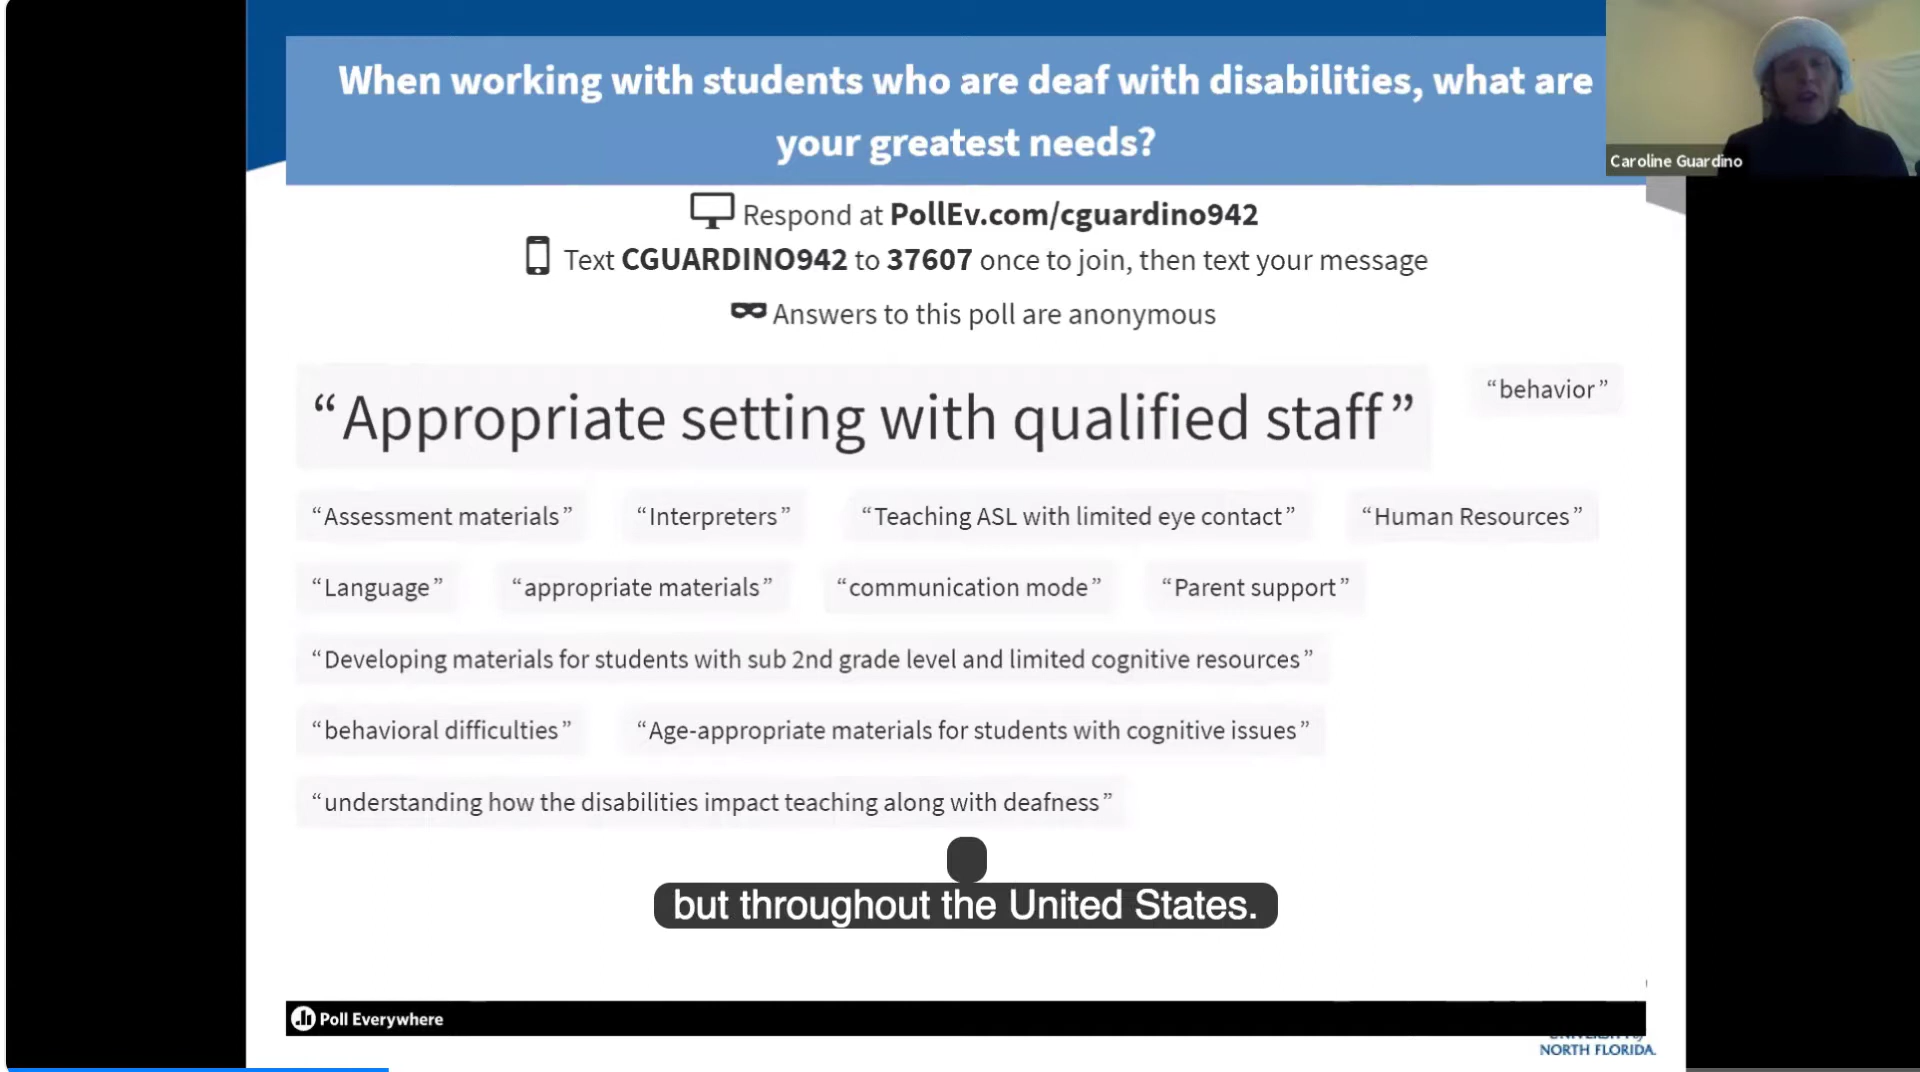 When working with students who are deaf with disabilities, what are
your greatest needs?
Caroline Guardino
Respond at PollEv.com/cguardino942
Text CGUARDINO942 to 37607 once to join, then text your message
Answers to this poll are anonymous
“Appropriate setting with qualified staff” “behavior”
“Assessment materials” “Interpreters” “Teaching ASL with limited eye contact” “Human Resources”
“Language” “appropriate materials” “communication mode” “Parent support”
“Developing materials for students with sub 2nd grade level and limited cognitive resources”
“behavioral difficulties” “Age-appropriate materials for students with cognitive issues”
“understanding how the disabilities impact teaching along with deafness”
but throughout the United States.
Poll Everywhere
NORTH FLORIDA.